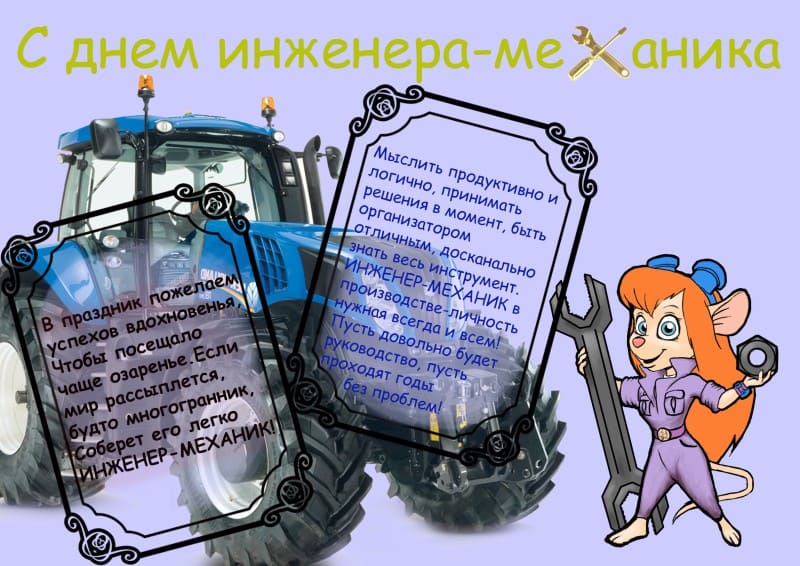 С днем инженера-механика
Мыслить продуктивно и
логично, принимать
решения в момент, быть
организатором
отличным, досканально
знать весь инструмент.
ИНЖЕНЕР-МЕХАНИК в
производстве-личность
нужная всегда и всем!
Пусть довольно будет
руководство, пусть
проходят годы
без проблем!
В праздник пожелаем
успехов вдохновенья,
Чтобы посещало
чаще озаренье.Если
мир рассыплется,
будто многогранник,
Соберет его легко
ИНЖЕНЕР-МЕХАНИК!